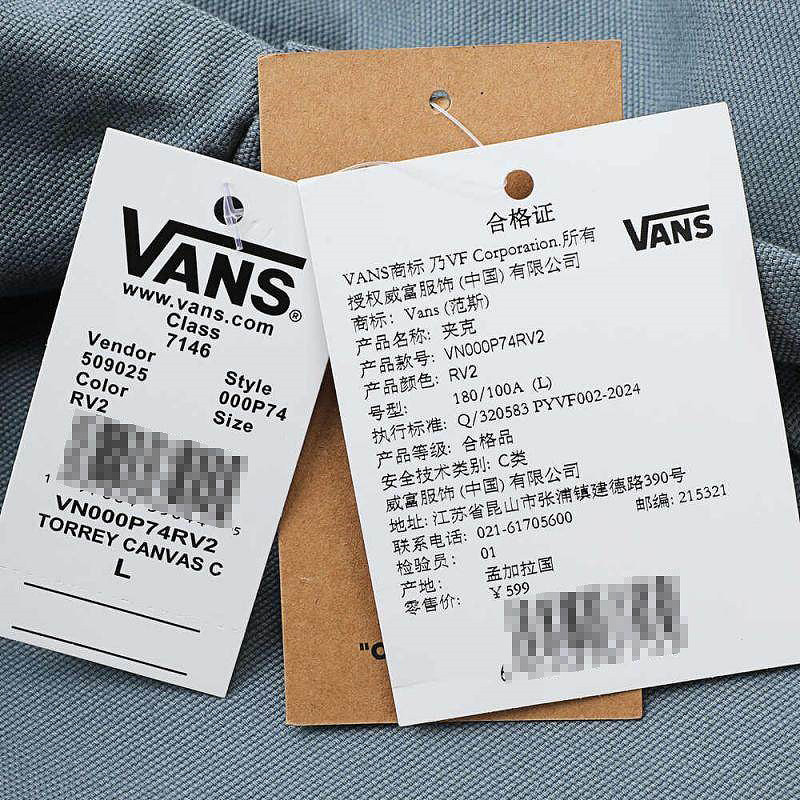 VANS®
www.vans.com
Class
7146
Vendor
509025
Style
000P74
Color
RV2
Size
VN000P74RV2
TORREY CANVAS C
L
合格证
VANS
VANS商标 乃VF Corporation.所有
授权威富服饰 (中国) 有限公司
商标: Vans (范斯)
产品名称: 夹克
产品款号: VN000P74RV2
产品颜色: RV2
号型: 180/100A (L)
执行标准: Q/320583 PYVF002-2024
产品等级: 合格品
安全技术类别: C类
威富服饰 (中国) 有限公司
地址: 江苏省昆山市张浦镇建德路390号
邮编: 215321
联系电话: 021-61705600
检验员: 01
产地: 孟加拉国
零售价: ￥599